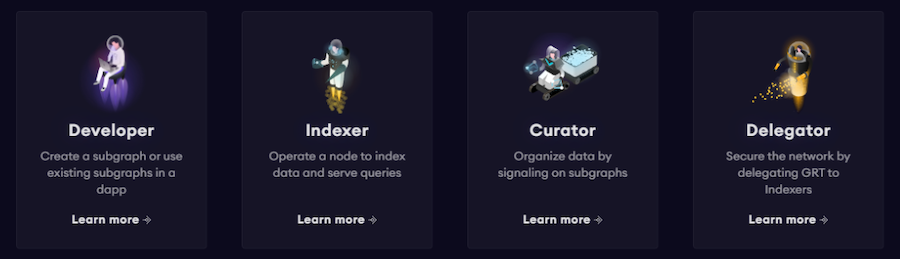 Developer
Create a subgraph or use
existing subgraphs in a
dapp
Learn more
Indexer
Operate a node to index
data and serve queries
Learn more
Curator
Organize data by
signaling on subgraphs
Learn more
Delegator
Secure the network by
delegating GRT to
Indexers
Learn more